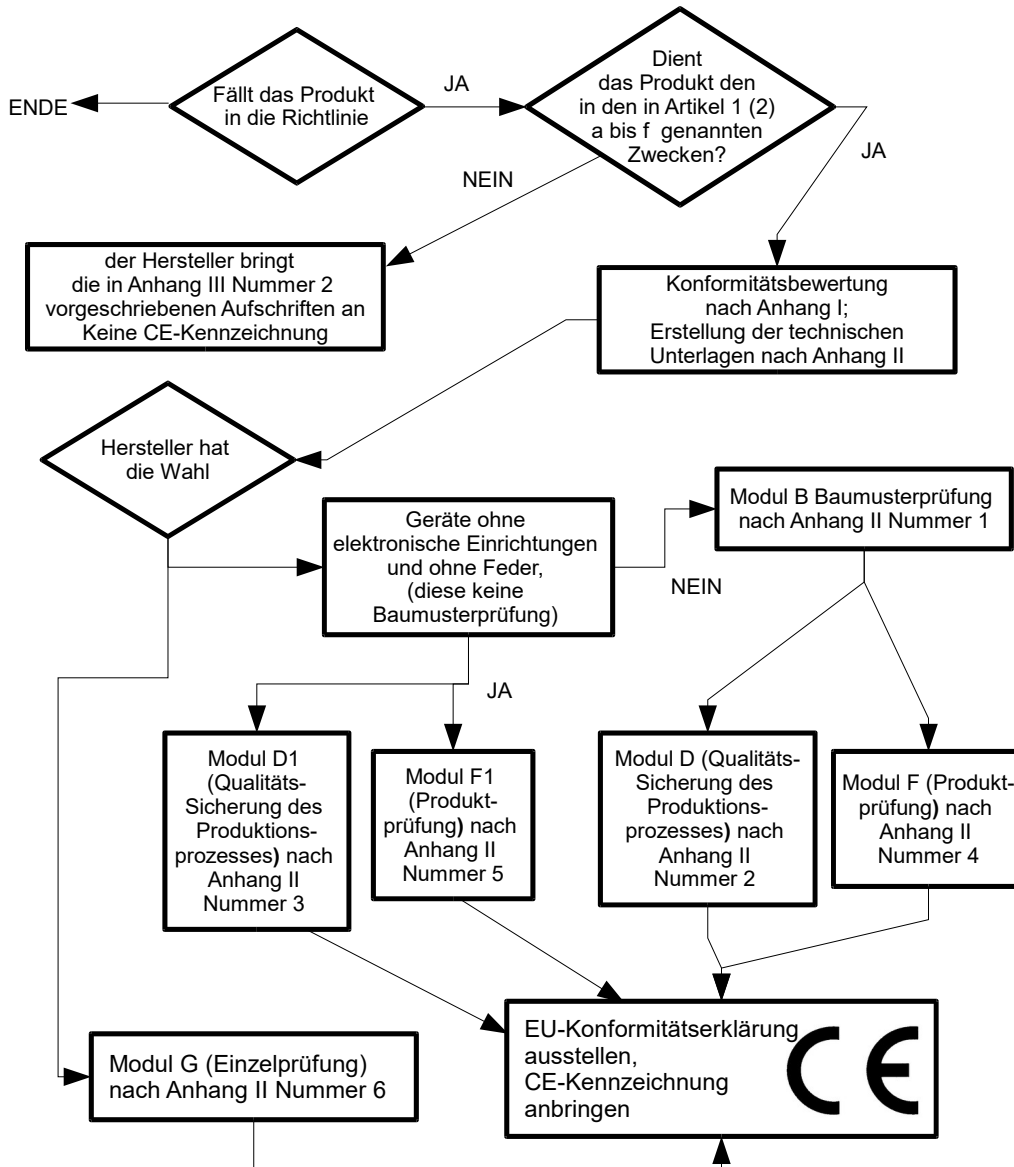 ENDE
Fällt das Produkt
in die Richtlinie
JA
Dient
das Produkt den
in den in Artikel 1 (2)
a bis f genannten
Zwecken?
JA
NEIN
der Hersteller bringt
die in Anhang III Nummer 2
vorgeschriebenen Aufschriften an
Keine CE-Kennzeichnung
Konformitätsbewertung
nach Anhang I;
Erstellung der technischen
Unterlagen nach Anhang II
Hersteller hat
die Wahl
Geräte ohne
elektronische Einrichtungen
und ohne Feder,
(diese keine
Baumusterprüfung)
NEIN
Modul B Baumusterprüfung
nach Anhang II Nummer 1
JA
Modul D1
(Qualitäts-
Sicherung des
Produktions-
prozesses) nach
Anhang II
Nummer 3
Modul F1
(Produkt-
prüfung) nach
Anhang II
Nummer 5
Modul D (Qualitäts-
Sicherung des
Produktions-
prozesses) nach
Anhang II
Nummer 2
Modul F (Produkt-
prüfung) nach
Anhang II
Nummer 4
Modul G (Einzelprüfung)
nach Anhang II Nummer 6
EU-Konformitätserklärung
ausstellen,
CE-Kennzeichnung
anbringen
CE